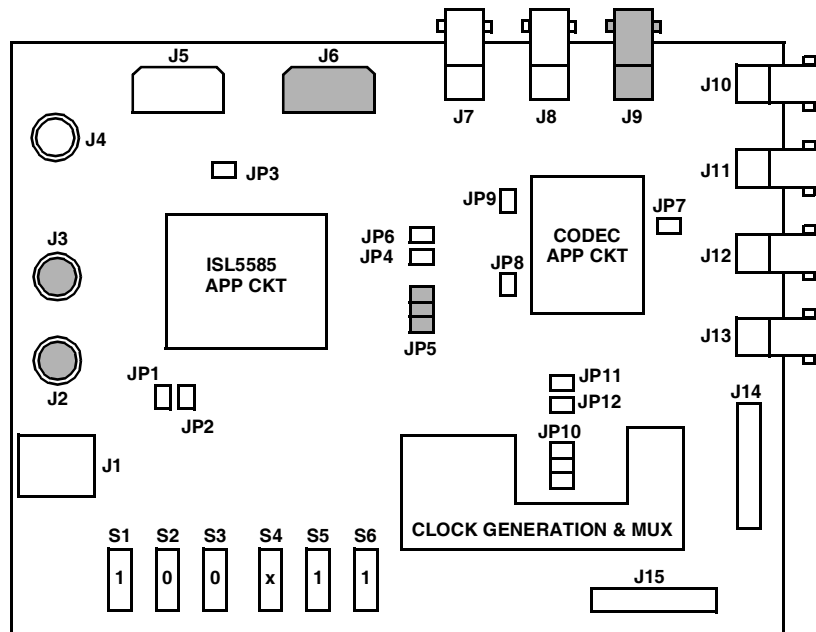 J5
J6
J7
J8
J9
J10
J4
JP3
J11
JP9
JP7
J3
JP6
JP4
ISL5585
APP CKT
CODEC
APP CKT
J12
JP8
JP5
J13
J2
JP1
JP2
JP11
JP12
J14
JP10
J1
CLOCK GENERATION & MUX
S1 S2 S3 S4 S5 S6
1 0 0 x 1 1
J15